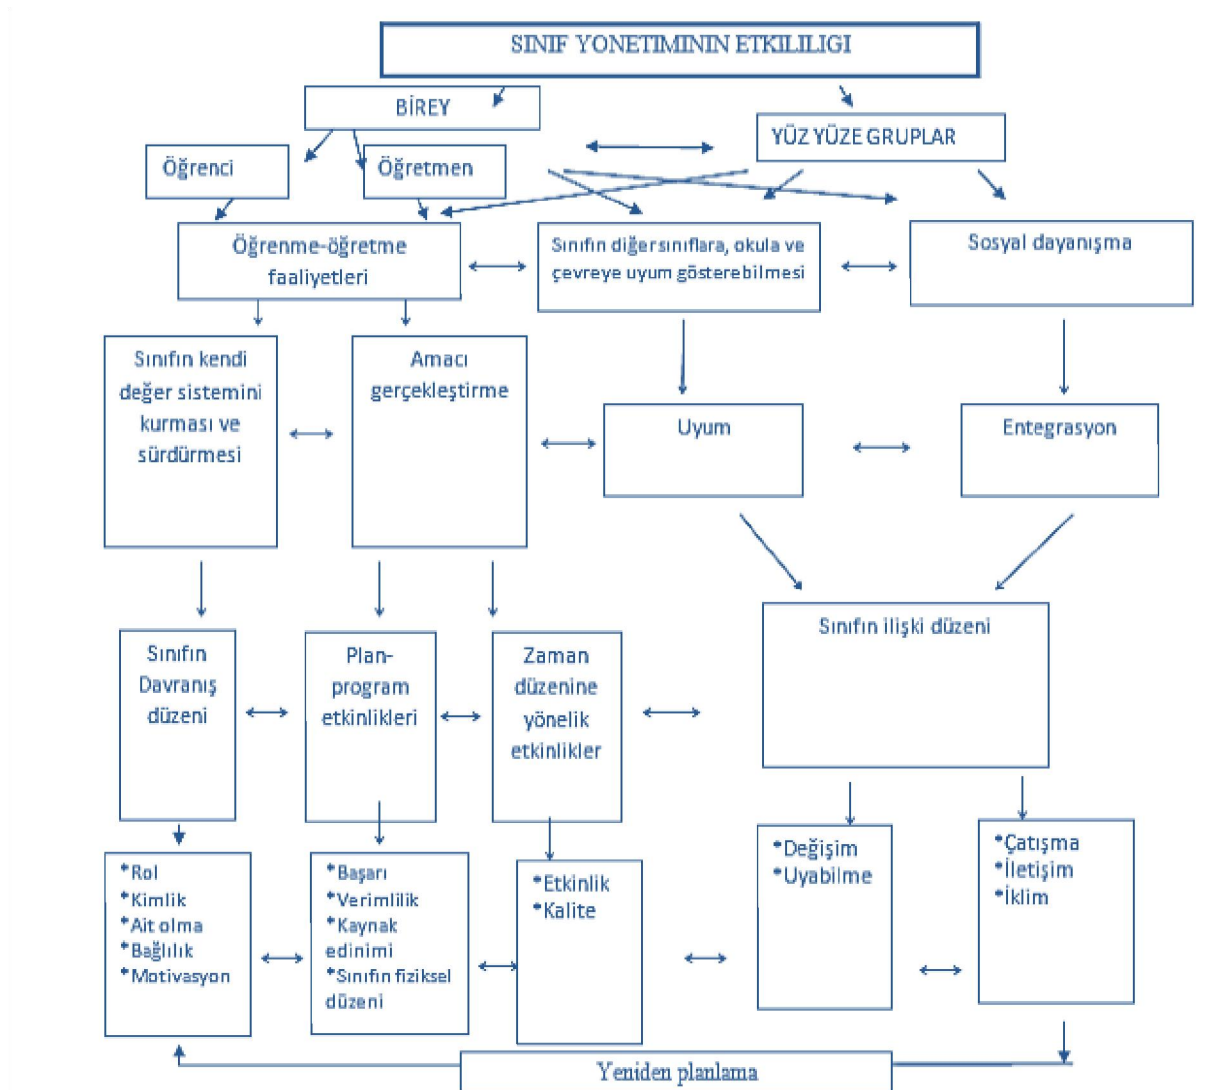 SINIF YONETIMININ ETKILILIGI
BİREY
YÜZ YÜZE GRUPLAR
Öğrenci
Öğretmen
Öğrenme-öğretme
faaliyetleri
Sınıfın diğer sınıflara, okula ve
çevreye uyum gösterebilmesi
Sosyal dayanışma
Sınıfın kendi
değer sistemini
kurması ve
sürdürmesi
Amacı
gerçekleştirme
Uyum
Entegrasyon
Sınıfın
Davranış
düzeni
Plan-
program
etkinlikleri
Zaman
düzenine
yönelik
etkinlikler
Sınıfın ilişki düzeni
*Rol
*Kimlik
*Ait olma
*Bağlılık
*Motivasyon
*Başarı
*Verimlilik
*Kaynak
edinimi
*Sınıfın fiziksel
düzeni
*Etkinlik
*Kalite
*Değişim
*Uyabilme
*Çatışma
*İletişim
*İklim
Yeniden planlama